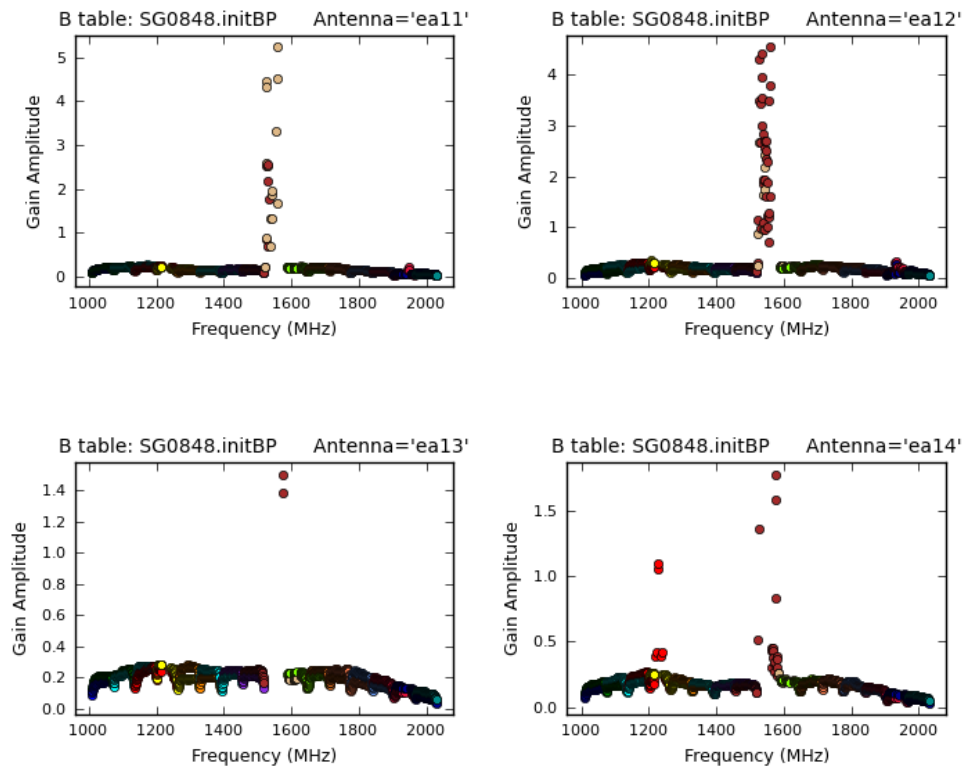 B table: SG0848.initBP Antenna='ea11'
5
4
3
2
1
0
Gain Amplitude
1000 1200 1400 1600 1800 2000
Frequency (MHz)
B table: SG0848.initBP Antenna='ea12'
4
3
2
1
0
Gain Amplitude
1000 1200 1400 1600 1800 2000
Frequency (MHz)
B table: SG0848.initBP Antenna='ea13'
1.4
1.2
1.0
0.8
0.6
0.4
0.2
0.0
Gain Amplitude
1000 1200 1400 1600 1800 2000
Frequency (MHz)
B table: SG0848.initBP Antenna='ea14'
1.5
1.0
0.5
0.0
Gain Amplitude
1000 1200 1400 1600 1800 2000
Frequency (MHz)